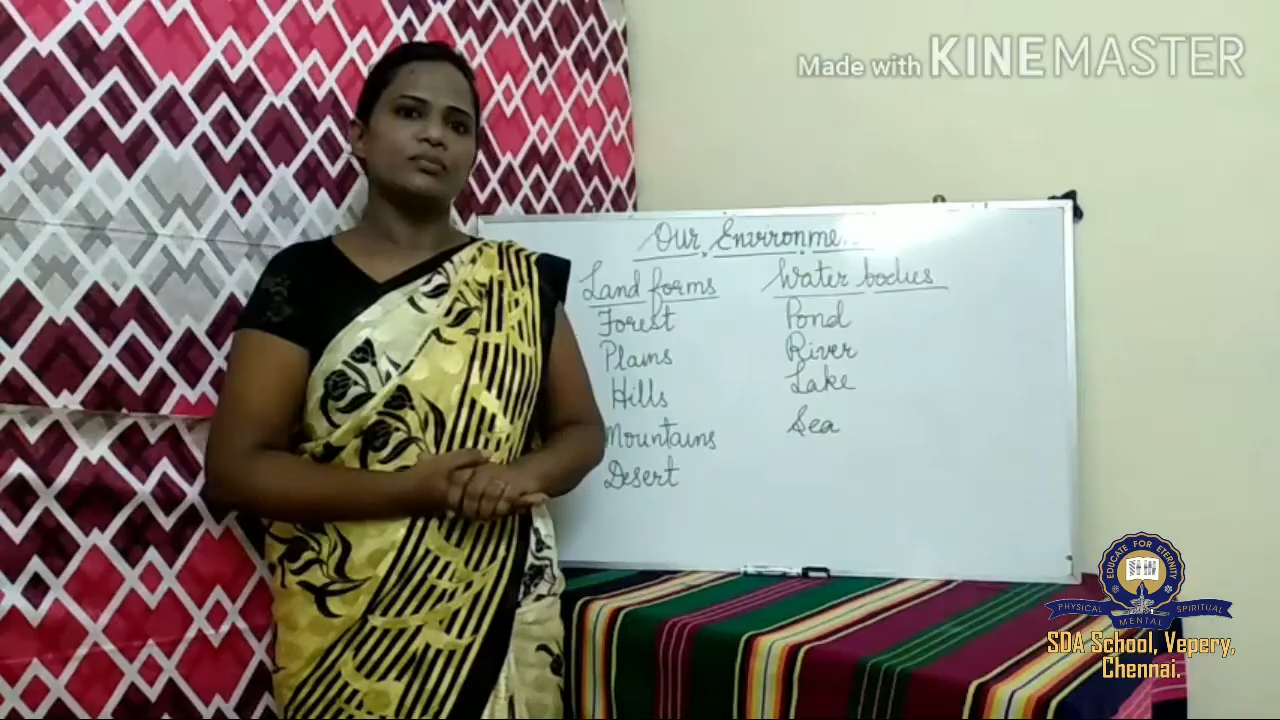 Made with KINEMASTER
Our Environme
Land forms
Forest
Plains
Hills
Mountains
Desert
Water bodies
Pond
River
Lake
Sea
EDUCATE FOR ETERNITY
PHYSICAL
MENTAL
SPIRITUAL
SDA School, Vepery,
Chennai.